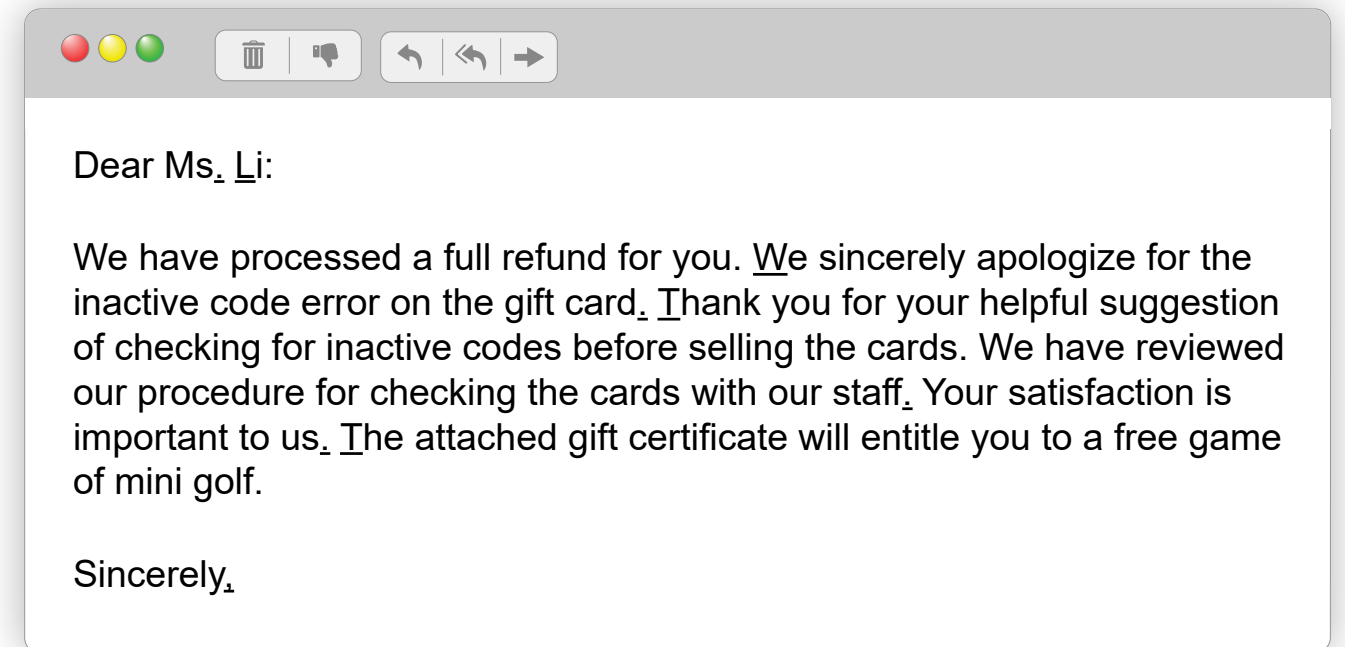 Dear Ms. Li:
We have processed a full refund for you. We sincerely apologize for the
inactive code error on the gift card. Thank you for your helpful suggestion
of checking for inactive codes before selling the cards. We have reviewed
our procedure for checking the cards with our staff. Your satisfaction is
important to us. The attached gift certificate will entitle you to a free game
of mini golf.
Sincerely,